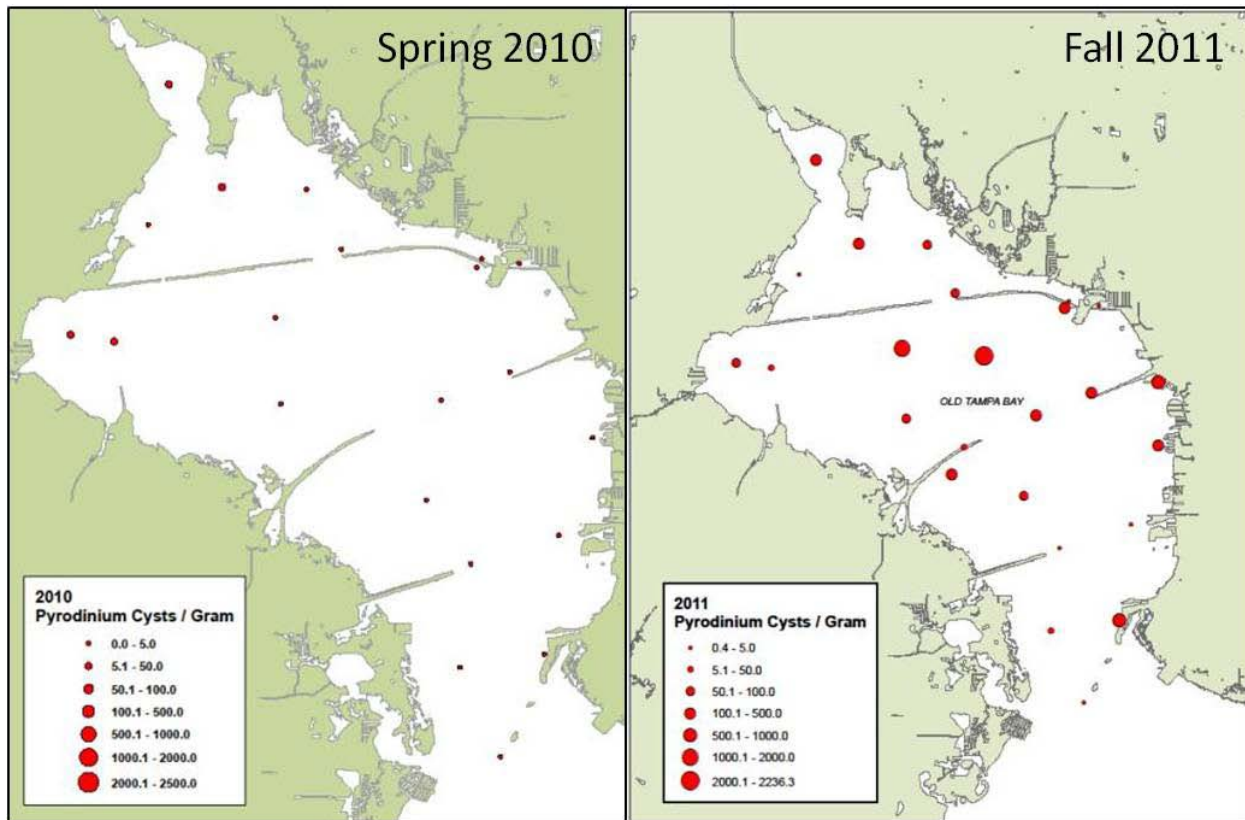 Spring 2010
2010
Pyrodinium Cysts / Gram
0.0 - 5.0
5.1 - 50.0
50.1 - 100.0
100.1 - 500.0
500.1 - 1000.0
1000.1 - 2000.0
2000.1 - 2500.0
Fall 2011
OLD TAMPA BAY
2011
Pyrodinium Cysts / Gram
0.4 - 5.0
5.1 - 50.0
50.1 - 100.0
100.1 - 500.0
500.1 - 1000.0
1000.1 - 2000.0
2000.1 - 2236.3